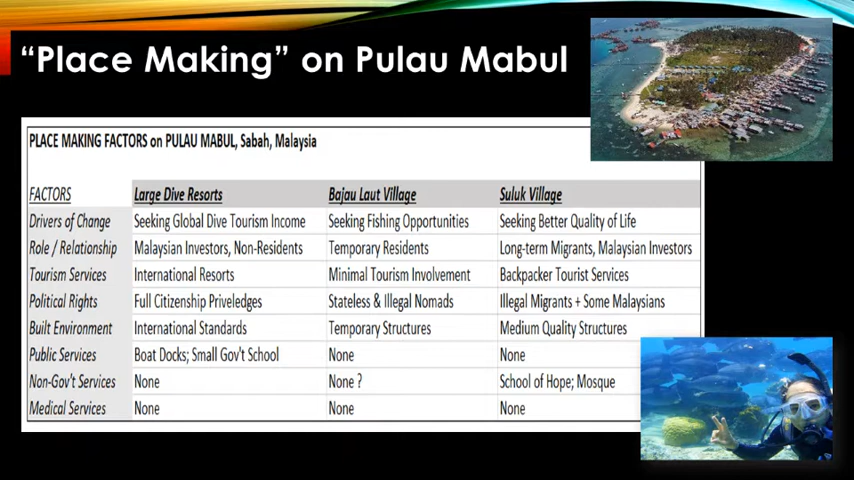 “Place Making” on Pulau Mabul
PLACE MAKING FACTORS on PULAU MABUL, Sabah, Malaysia
FACTORS Large Dive Resorts Bajau Laut Village Suluk Village
Drivers of Change Seeking Global Dive Tourism Income Seeking Fishing Opportunities Seeking Better Quality of Life
Role / Relationship Malaysian Investors, Non-Residents Temporary Residents Long-term Migrants, Malaysian Investors
Tourism Services International Resorts Minimal Tourism Involvement Backpacker Tourist Services
Political Rights Full Citizenship Priveledges Stateless & Illegal Nomads Illegal Migrants + Some Malaysians
Built Environment International Standards Temporary Structures Medium Quality Structures
Public Services Boat Docks; Small Gov't School None None
Non-Gov't Services None None ? School of Hope; Mosque
Medical Services None None None